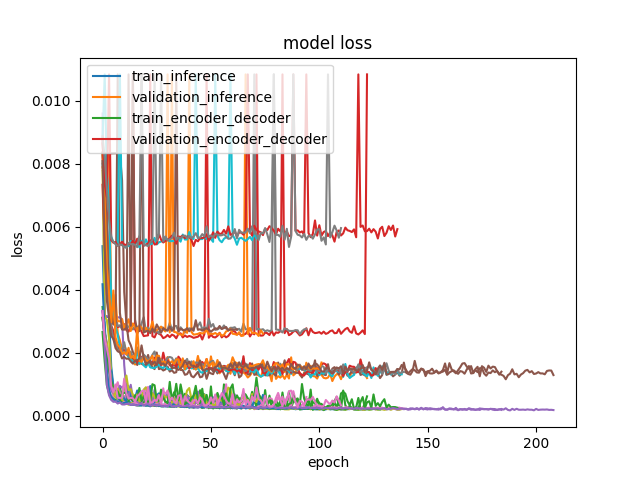 model loss
train_inference
validation_inference
train_encoder_decoder
validation_encoder_decoder
0.010
0.008
0.006
0.004
0.002
0.000
loss
0 50 100 150 200
epoch